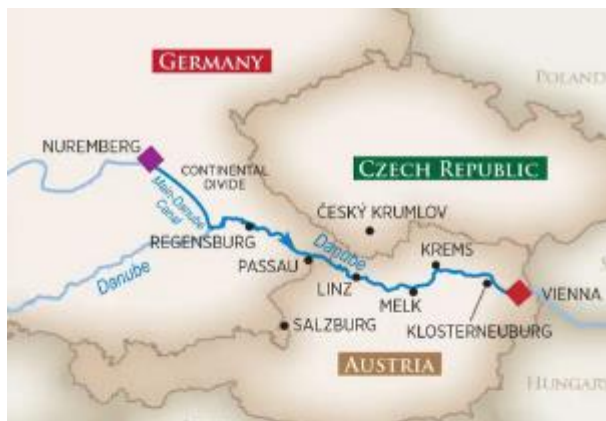 GERMANY
POLAND
NUREMBERG
CONTINENTAL
DIVIDE
Main-Danube
Canal
CZECH REPUBLIC
ČESKÝ KRUMLOV
REGENSBURG
Danube
KREMS
PASSAU
Danube
LINZ
VIENNA
MELK
KLOSTERNEUBURG
SALZBURG
AUSTRIA
HUNGAR